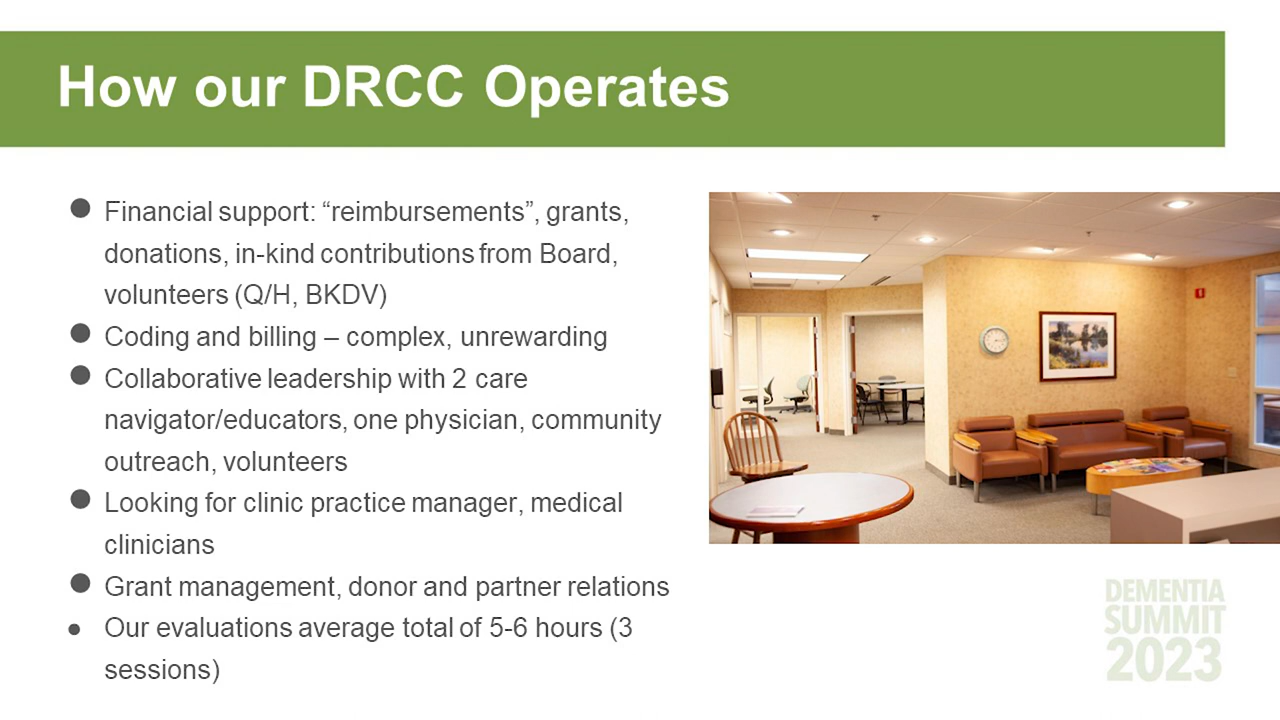 How our DRCC Operates
● Financial support: “reimbursements”, grants,
donations, in-kind contributions from Board,
volunteers (Q/H, BKDV)
● Coding and billing – complex, unrewarding
● Collaborative leadership with 2 care
navigator/educators, one physician, community
outreach, volunteers
● Looking for clinic practice manager, medical
clinicians
● Grant management, donor and partner relations
● Our evaluations average total of 5-6 hours (3
sessions)
DEMENTIA
SUMMIT
2023